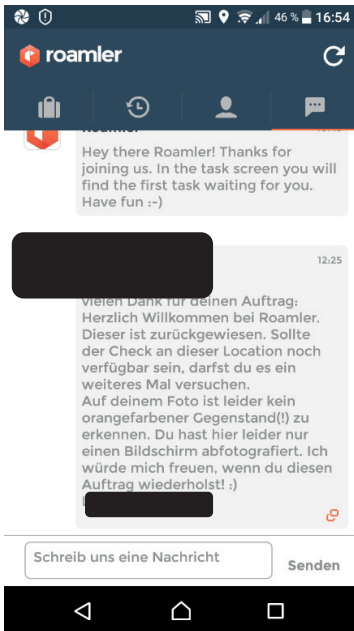 46 % 16:54
roamler
Hey there Roamler! Thanks for
joining us. In the task screen you will
find the first task waiting for you.
Have fun :-)
12:25
vielen Dank für deinen Auftrag:
Herzlich Willkommen bei Roamler.
Dieser ist zurückgewiesen. Sollte
der Check an dieser Location noch
verfügbar sein, darfst du es ein
weiteres Mal versuchen.
Auf deinem Foto ist leider kein
orangefarbener Gegenstand(!) zu
erkennen. Du hast hier leider nur
einen Bildschirm abfotografiert. Ich
würde mich freuen, wenn du diesen
Auftrag wiederholst! :)
Schreib uns eine Nachricht
Senden